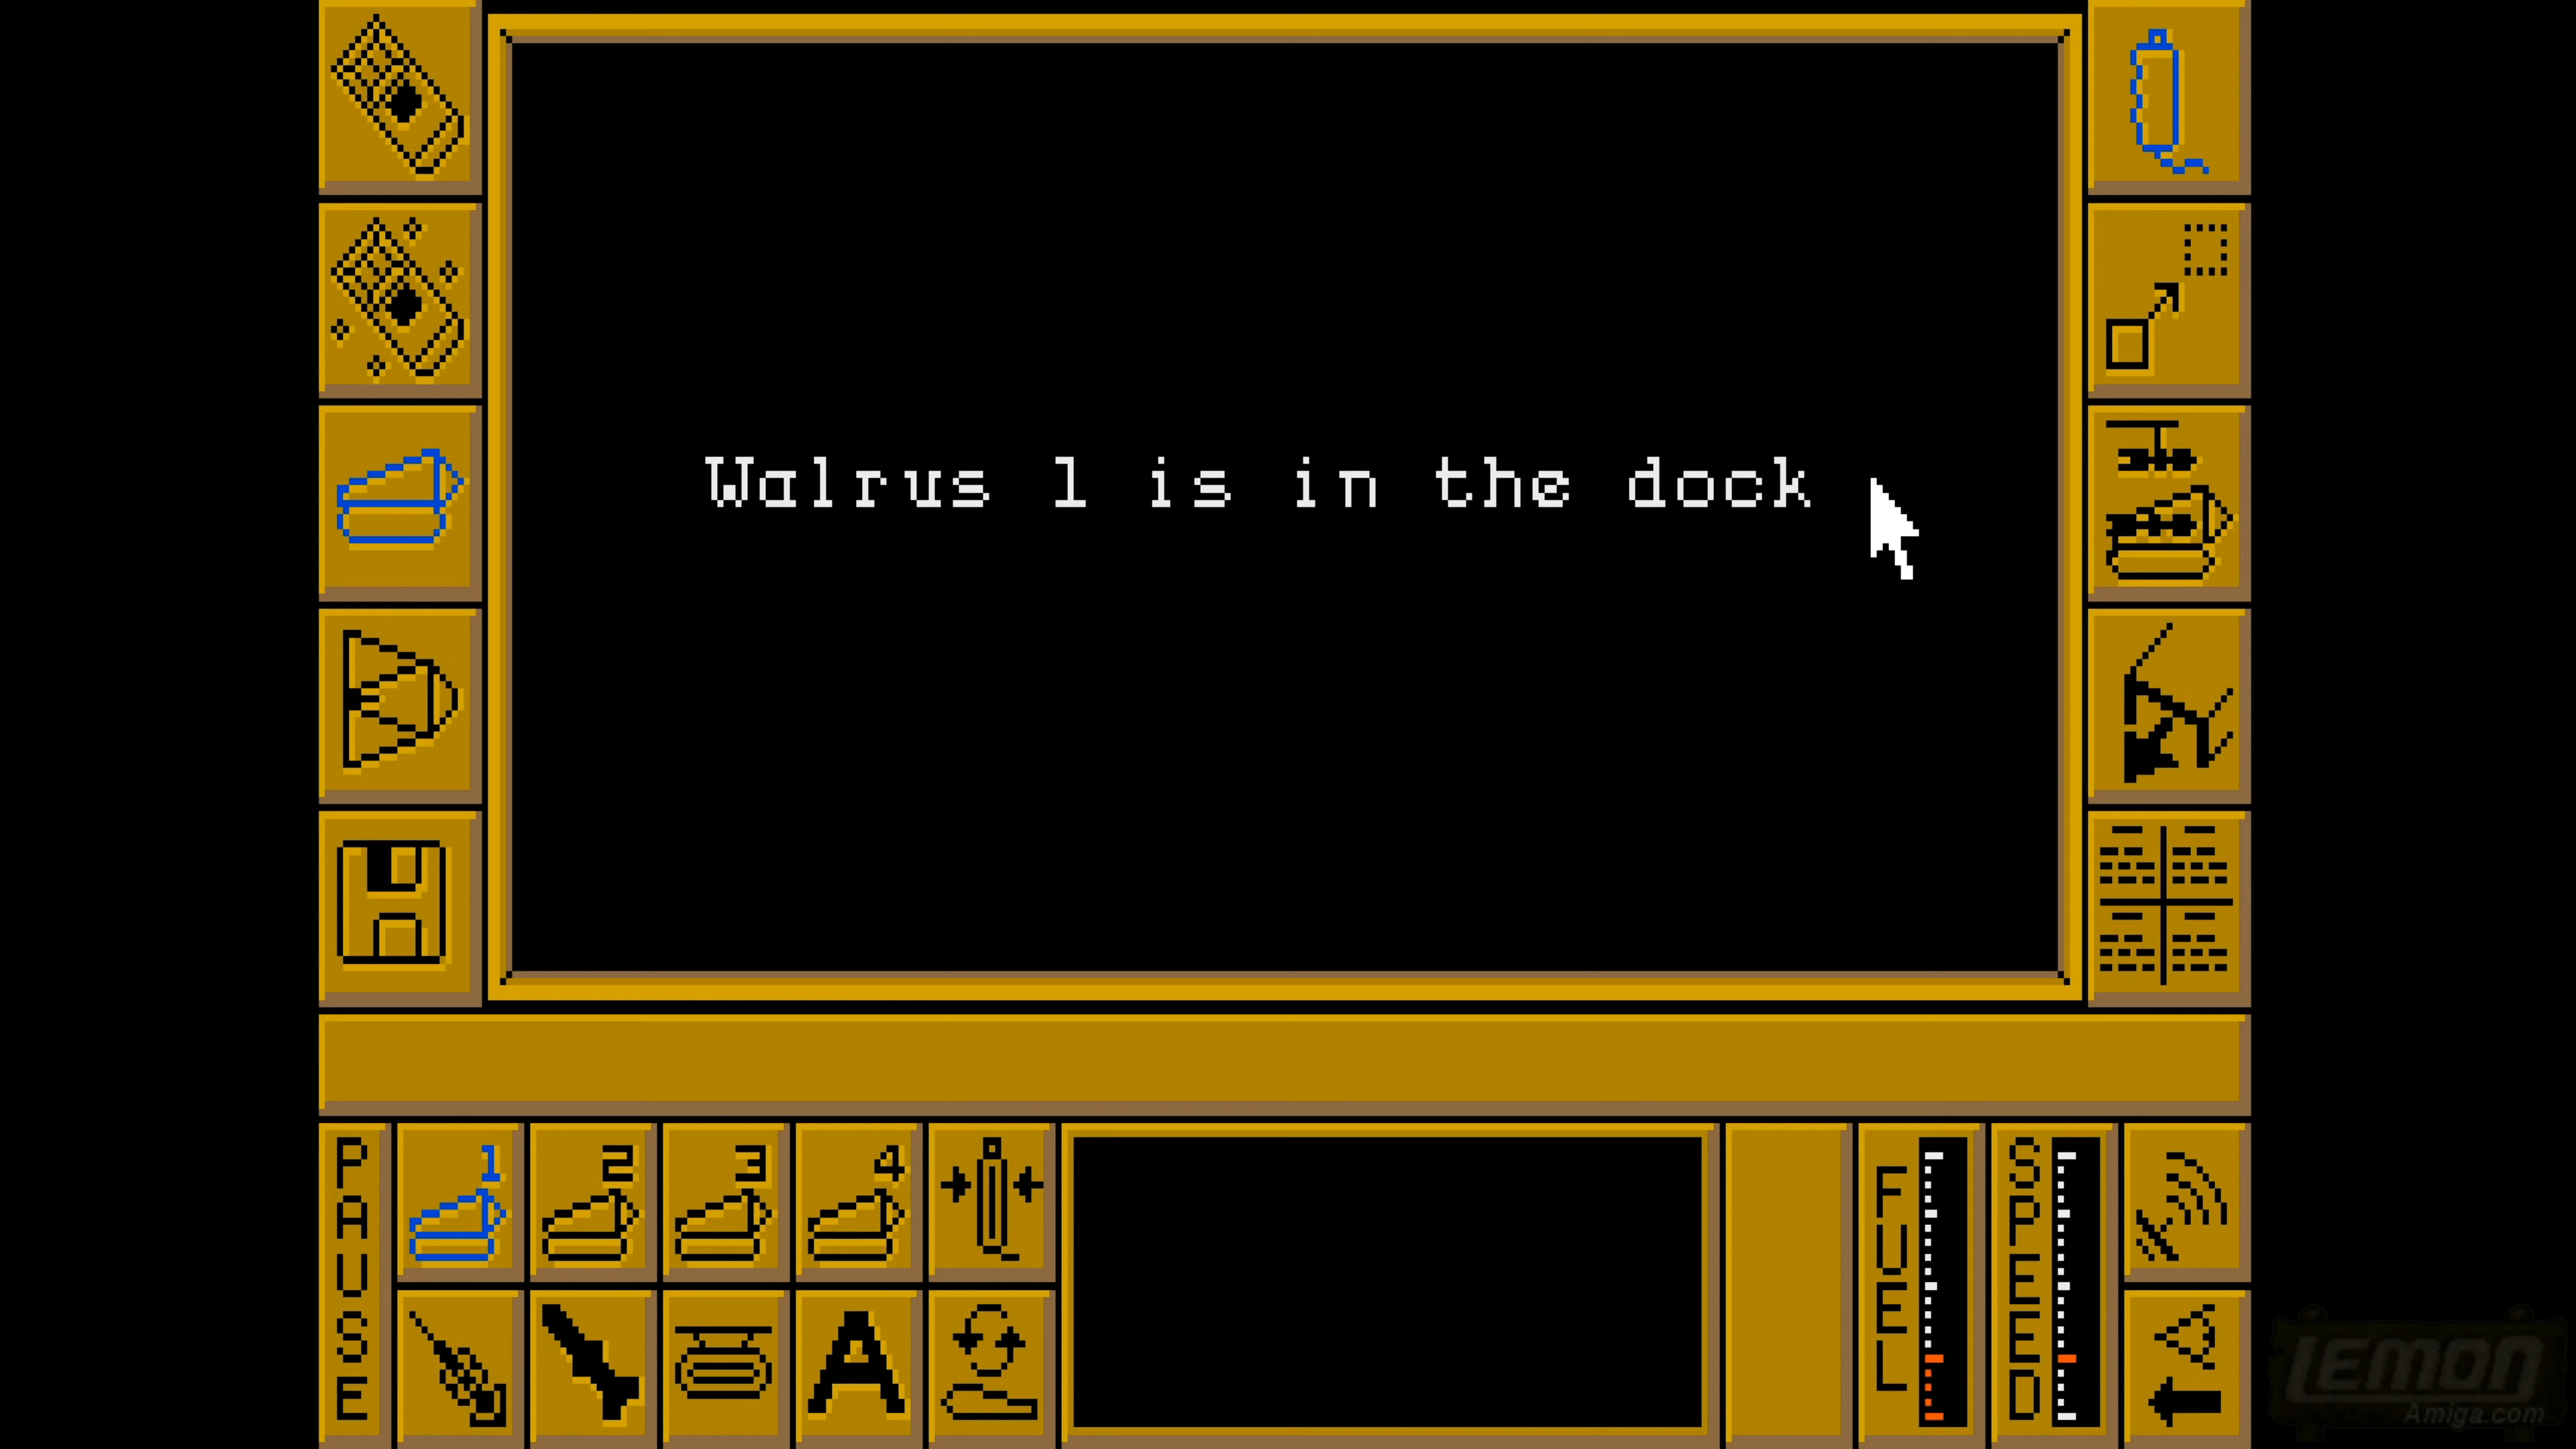 Walrus 1 is in the dock
PAUSE
1
2
3
4
A
FUEL
SPEED
LEMON
Amiga.com